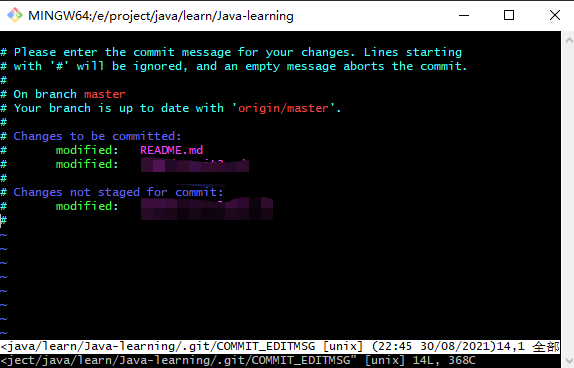 MINGW64:/e/project/java/learn/Java-learning
# Please enter the commit message for your changes. Lines starting
# with '#' will be ignored, and an empty message aborts the commit.
#
# On branch master
# Your branch is up to date with 'origin/master'.
#
# Changes to be committed:
#       modified:   README.md
#       modified:
#
# Changes not staged for commit:
#       modified:
#
~
~
~
~
~
~
~
~
<java/learn/Java-learning/.git/COMMIT_EDITMSG [unix] (22:45 30/08/2021)14,1 全部
<ject/java/learn/Java-learning/.git/COMMIT_EDITMSG" [unix] 14L, 368C